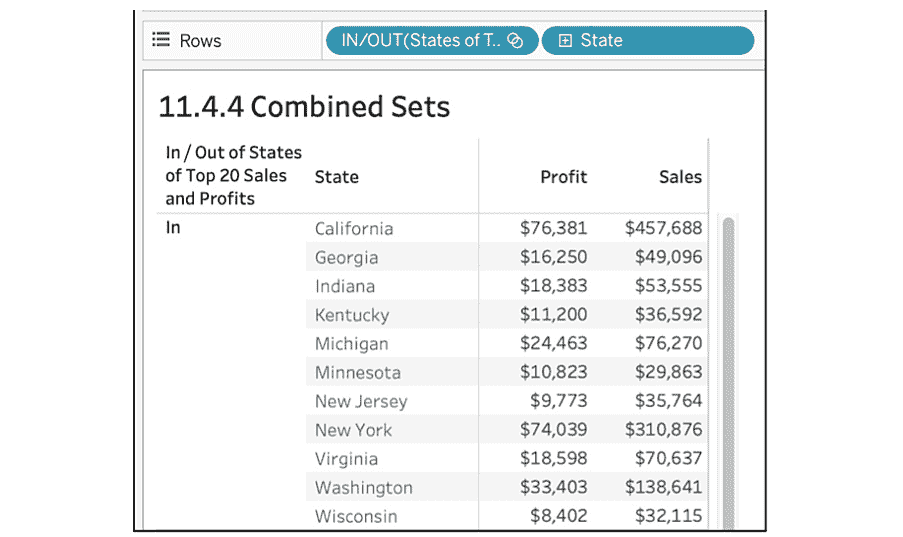 Rows IN/OUT(States of T.. State
11.4.4 Combined Sets
In / Out of States
of Top 20 Sales
and Profits State Profit Sales
In California $76,381 $457,688
Georgia $16,250 $49,096
Indiana $18,383 $53,555
Kentucky $11,200 $36,592
Michigan $24,463 $76,270
Minnesota $10,823 $29,863
New Jersey $9,773 $35,764
New York $74,039 $310,876
Virginia $18,598 $70,637
Washington $33,403 $138,641
Wisconsin $8,402 $32,115